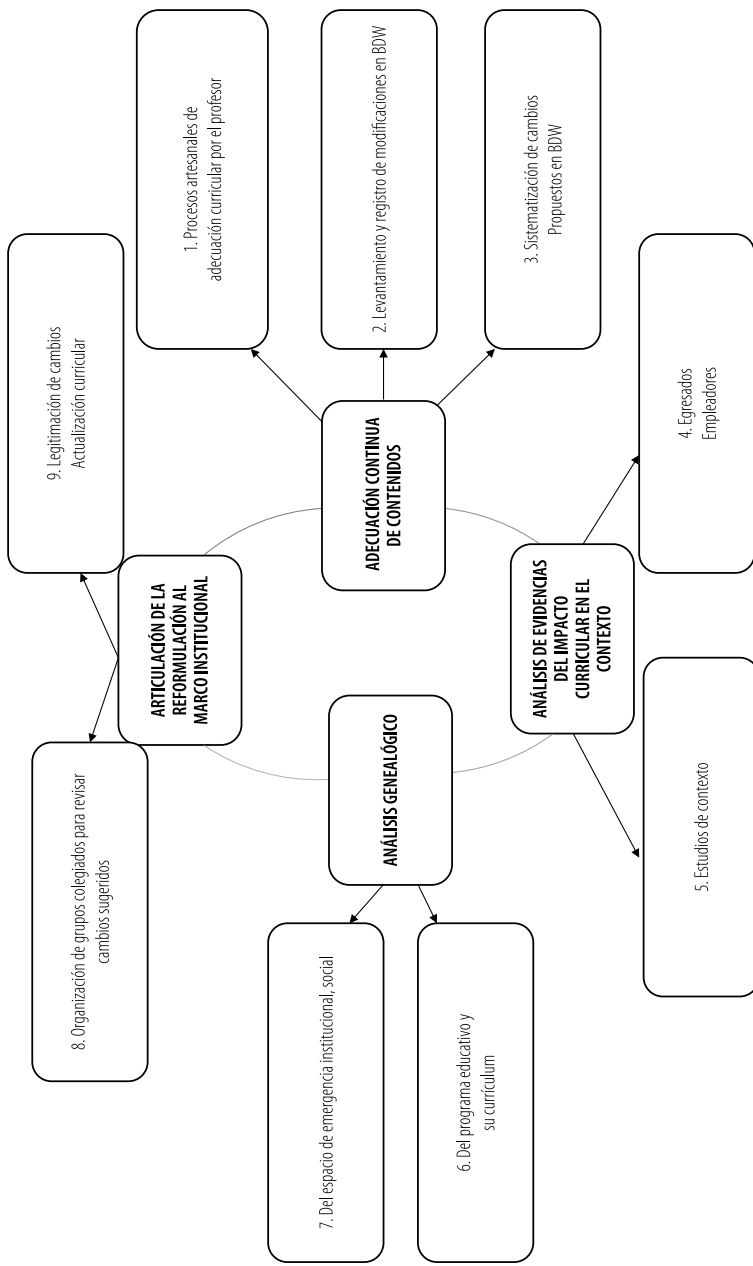 ARTICULACIÓN DE LA
REFORMULACIÓN AL
MARCO INSTITUCIONAL
8. Organización de grupos colegiados para revisar
cambios sugeridos
9. Legitimación de cambios
Actualización curricular
ADECUACIÓN CONTINUA
DE CONTENIDOS
1. Procesos artesanales de
adecuación curricular por el profesor
2. Levantamiento y registro de modificaciones en BDW
3. Sistematización de cambios
Propuestos en BDW
ANÁLISIS DE EVIDENCIAS
DEL IMPACTO
CURRICULAR EN EL
CONTEXTO
4. Egresados
Empleadores
5. Estudios de contexto
ANÁLISIS GENEALÓGICO
6. Del programa educativo y
su currículum
7. Del espacio de emergencia institucional, social